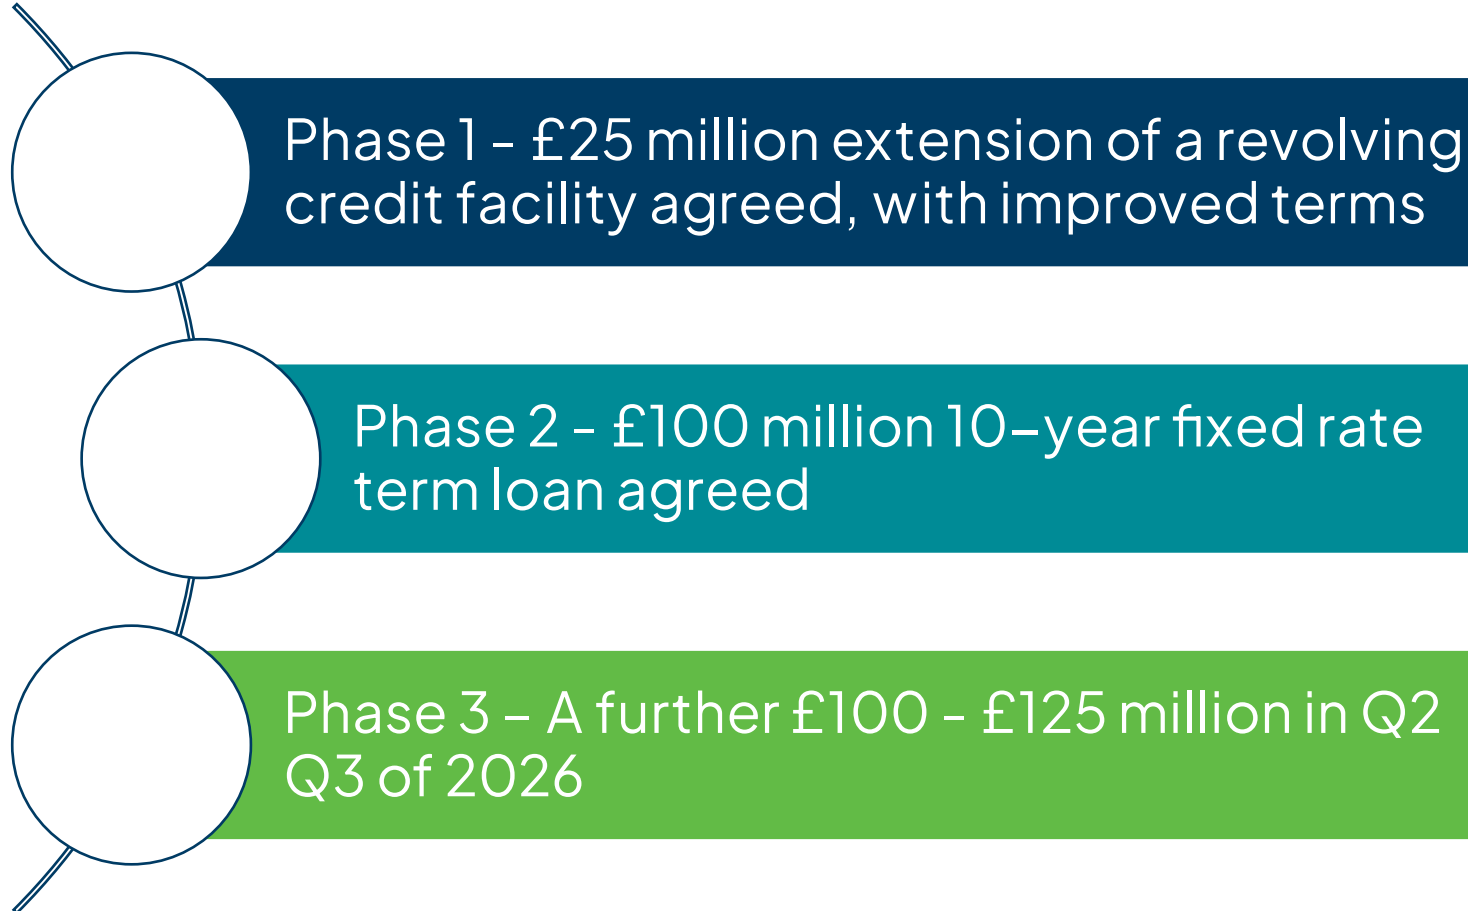 Phase 1 - £25 million extension of a revolving
credit facility agreed, with improved terms
Phase 2 - £100 million 10–year fixed rate
term loan agreed
Phase 3 – A further £100 - £125 million in Q2
Q3 of 2026